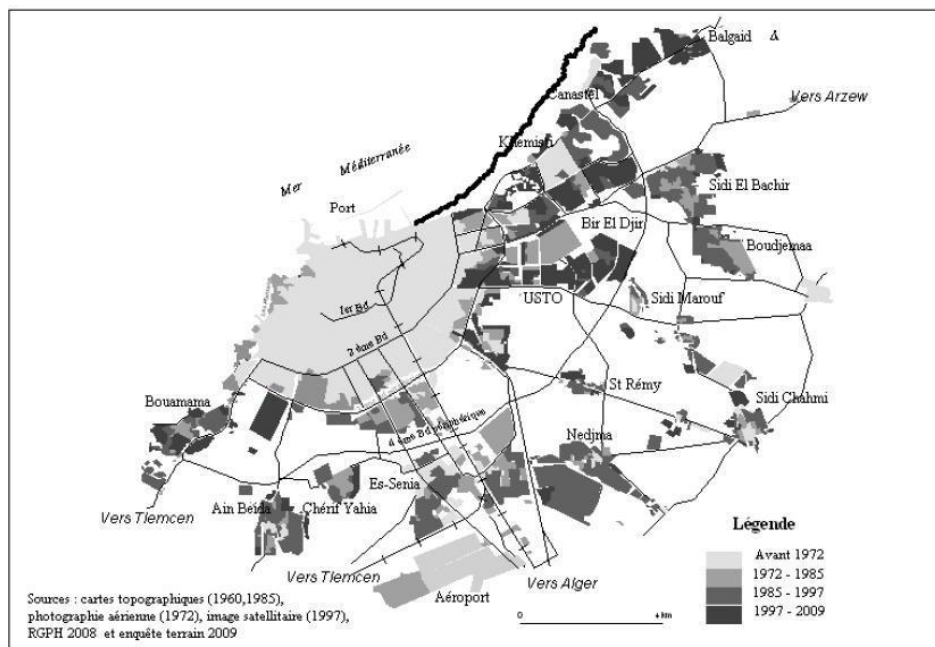 Balgaid
Canastel
Vers Arzew
Khemisti
Mer Méditerranée
Sidi El Bachir
Port
Bir El Djir
Boudjemaa
1er Bd
USTO
Sidi Marouf
2 ème Bd
St Rémy
Bouamama
Sidi Chahmi
4 ème Bd périphérique
Nedjma
Es-Senia
Vers Tlemcen
Ain Beida
Chérif Yahia
Légende
Avant 1972
1972 - 1985
1985 - 1997
1997 - 2009
Vers Tlemcen
Vers Alger
Aéroport
Sources : cartes topographiques (1960,1985),
photographie aérienne (1972), image satellitaire (1997),
RGPH 2008 et enquête terrain 2009
0